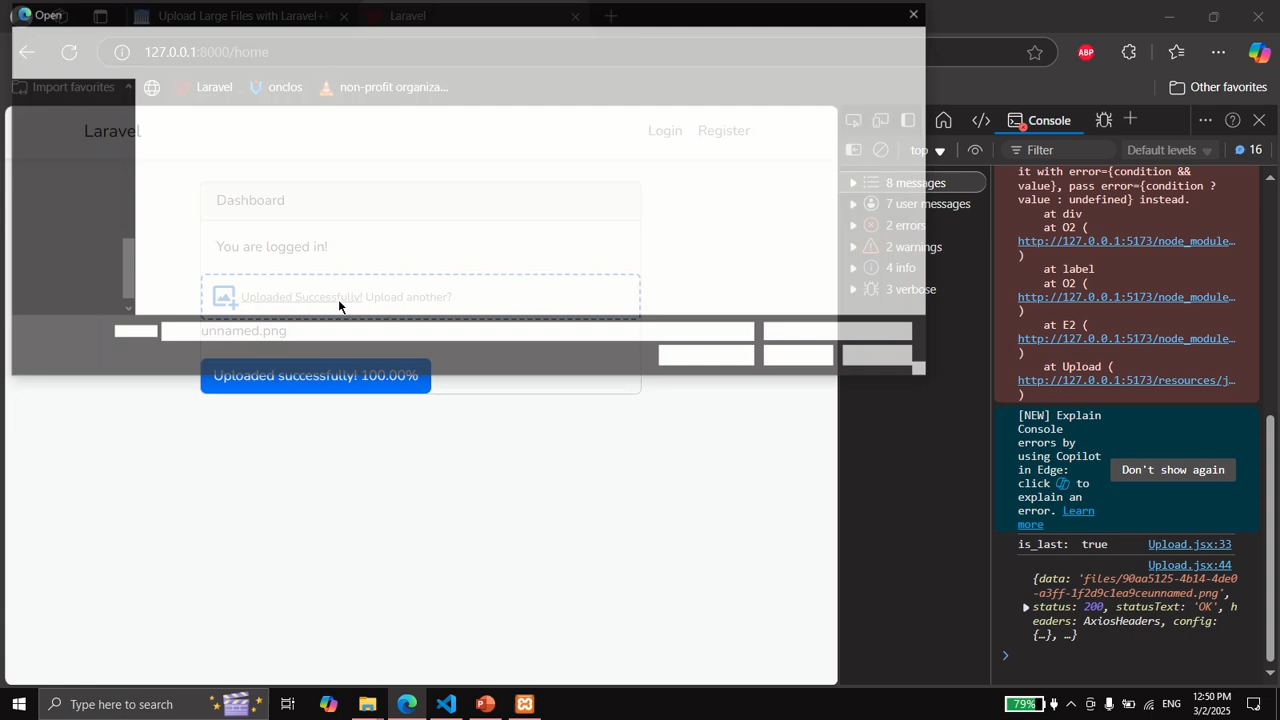 Open
Upload Large Files with Laravel+
Laravel
127.0.0.1:8000/home
Import favorites
Laravel
onclos
non-profit organiza...
Other favorites
Laravel
Login
Register
Dashboard
You are logged in!
Uploaded Successfully! Upload another?
unnamed.png
Uploaded successfully! 100.00%
Console
top
Filter
Default levels
16
8 messages
7 user messages
2 errors
2 warnings
4 info
3 verbose
it with error={condition &&
value}, pass error={condition ?
value : undefined} instead.
at div
at O2 (
http://127.0.0.1:5173/node_module…
)
at label
at O2 (
http://127.0.0.1:5173/node_module…
)
at E2 (
http://127.0.0.1:5173/node_module…
)
at Upload (
http://127.0.0.1:5173/resources/j…
)
[NEW] Explain
Console
errors by
using Copilot
in Edge:
click
to
explain an
error. Learn
more
Don't show again
is_last: true
Upload.jsx:33
Upload.jsx:44
{data: 'files/90aa5125-4b14-4de0
-a3ff-1f2d9c1ea9ceunnamed.png',
status: 200, statusText: 'OK', h
eaders: AxiosHeaders, config:
{…}, …}
Type here to search
79%
ENG
12:50 PM
3/2/2025